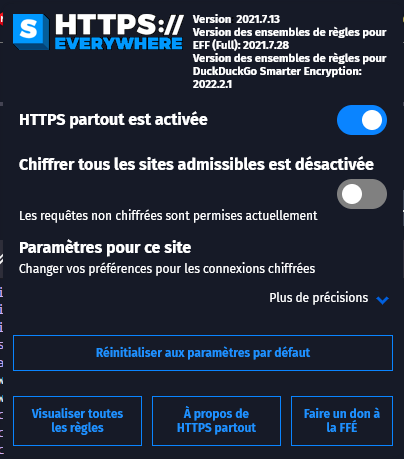 S HTTPS://
EVERYWHERE
Version 2021.7.13
Version des ensembles de règles pour
EFF (Full): 2021.7.28
Version des ensembles de règles pour
DuckDuckGo Smarter Encryption:
2022.2.1
HTTPS partout est activée
Chiffrer tous les sites admissibles est désactivée
Les requêtes non chiffrées sont permises actuellement
Paramètres pour ce site
Changer vos préférences pour les connexions chiffrées
Plus de précisions
Réinitialiser aux paramètres par défaut
Visualiser toutes
les règles
À propos de
HTTPS partout
Faire un don à
la FFÉ